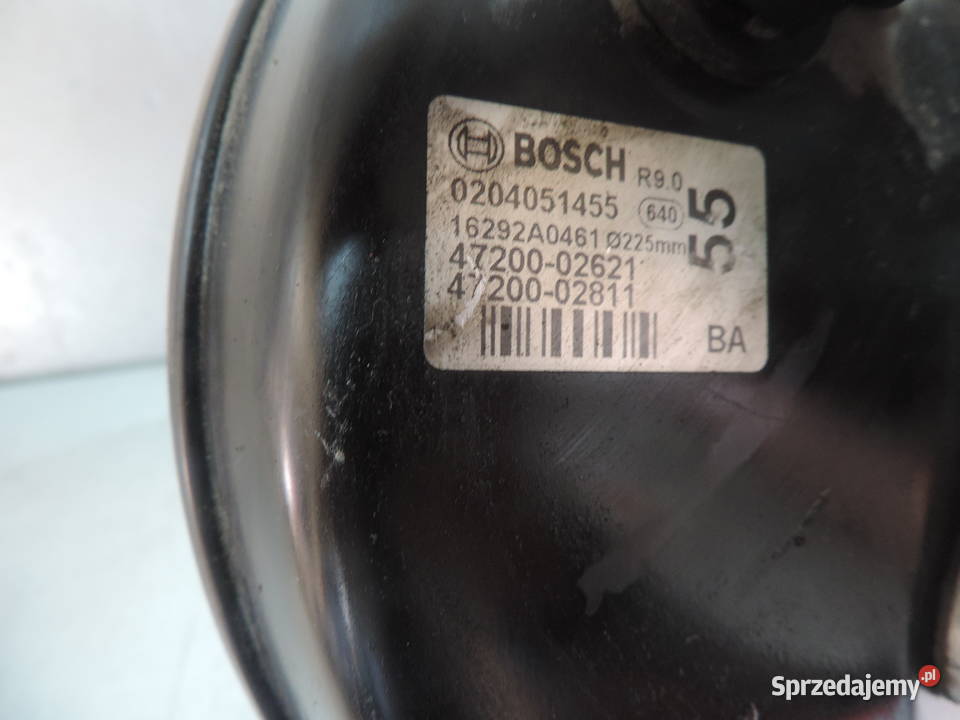 BOSCH R9.0
0204051455 640
16292A0461 Ø225mm
47200-02621
47200-02811
55
BA
Sprzedajemy.pl